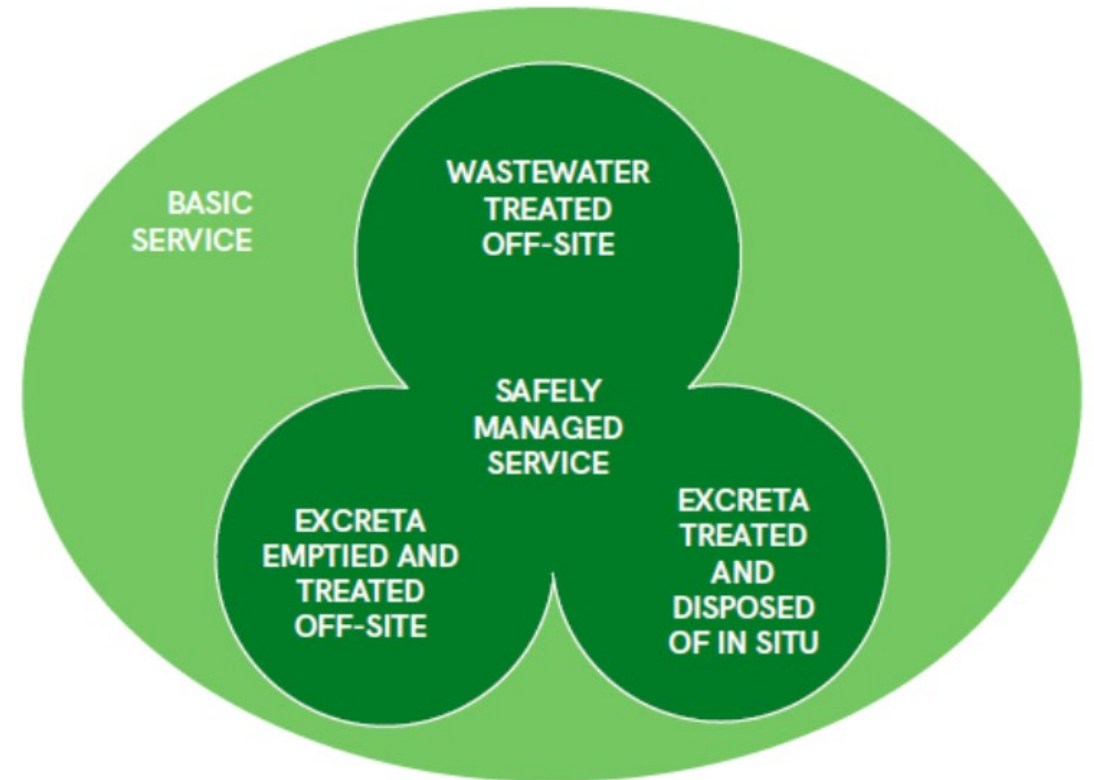 WASTEWATER
TREATED
OFF-SITE
BASIC
SERVICE
SAFELY
MANAGED
SERVICE
EXCRETA
EMPTIED AND
TREATED
OFF-SITE
EXCRETA
TREATED
AND
DISPOSED
OF IN SITU